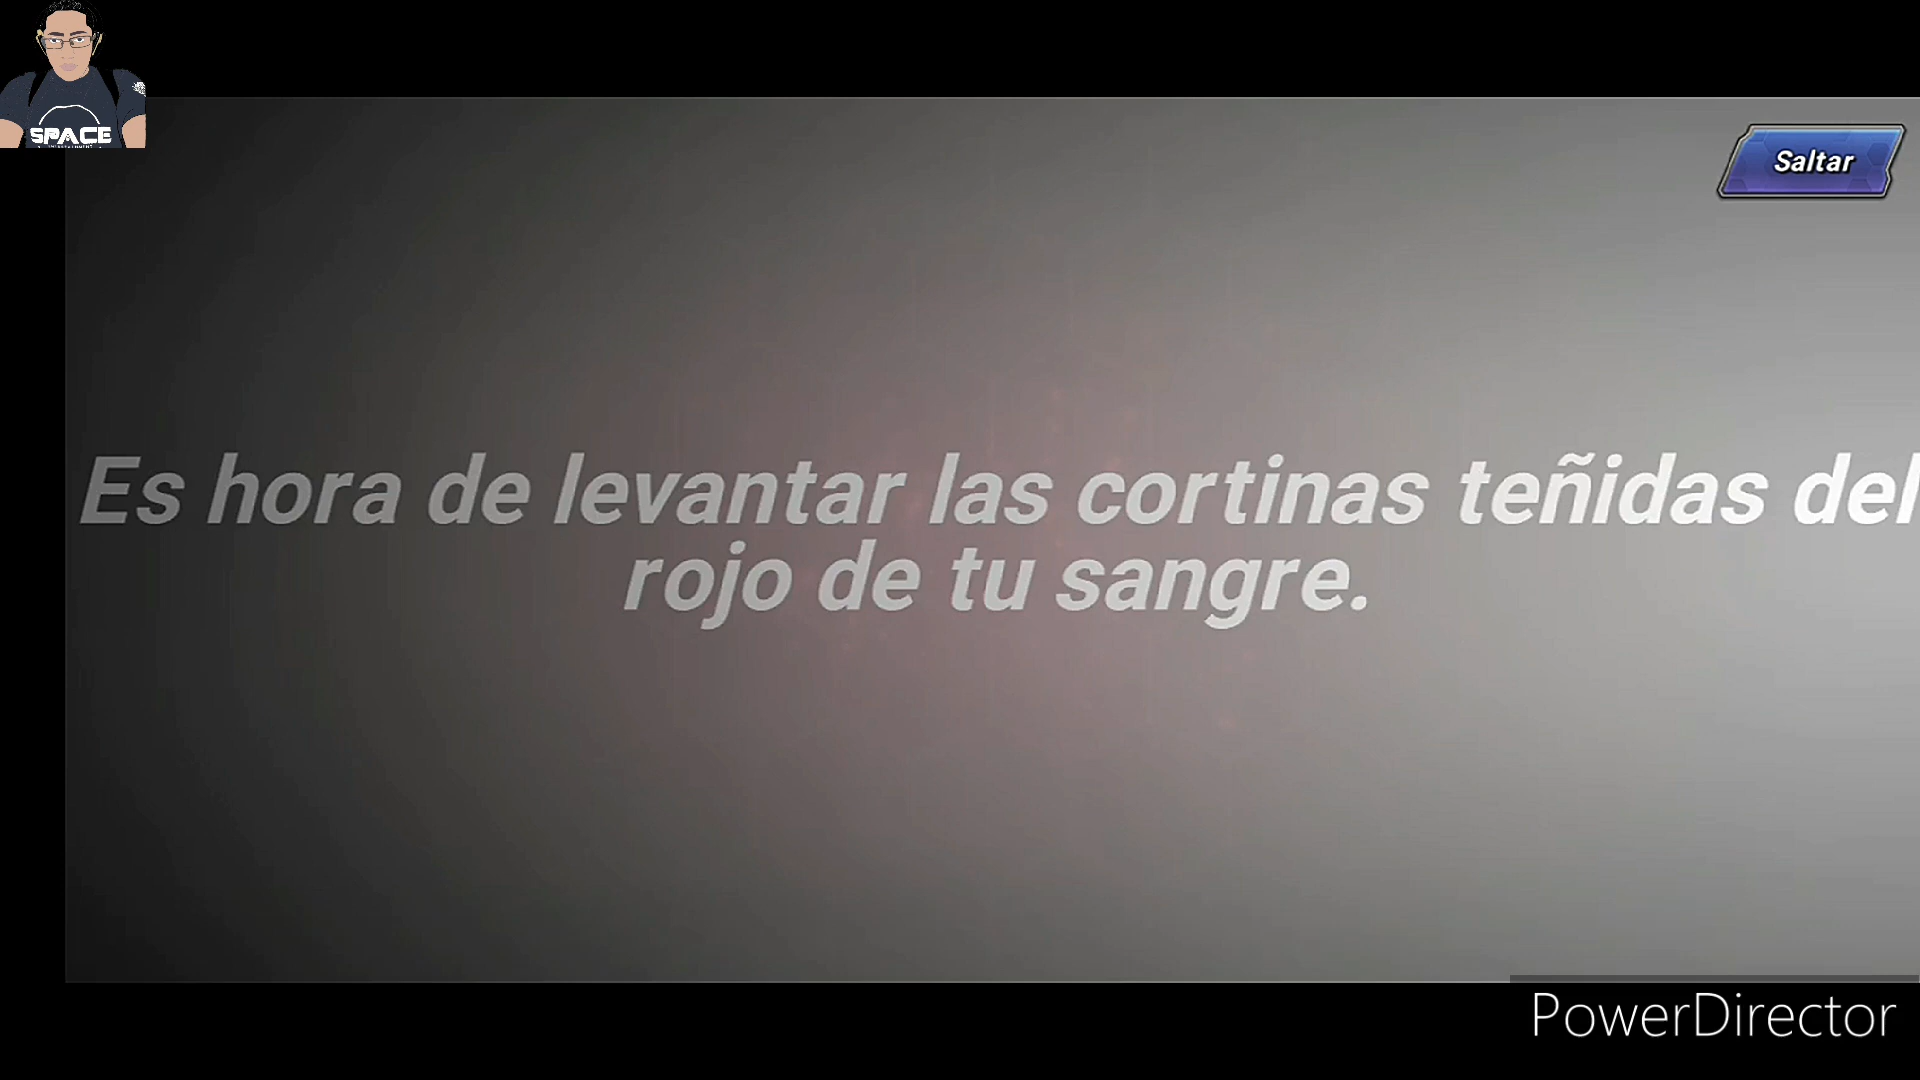 SPACE
Saltar
Es hora de levantar las cortinas teñidas del
rojo de tu sangre.
PowerDirector